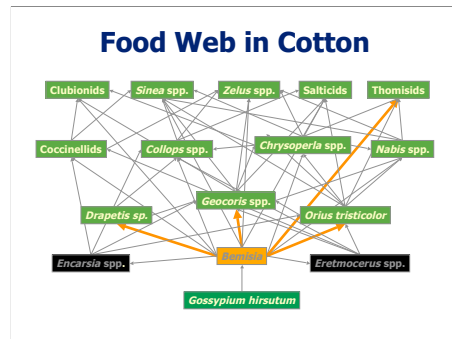 Food Web in Cotton
Clubionids Sinea spp. Zelus spp. Salticids Thomisids
Coccinellids Collops spp. Chrysoperla spp. Nabis spp.
Geocoris spp.
Drapetis sp. Orius tristicolor
Encarsia spp. Bemisia Eretmocerus spp.
Gossypium hirsutum